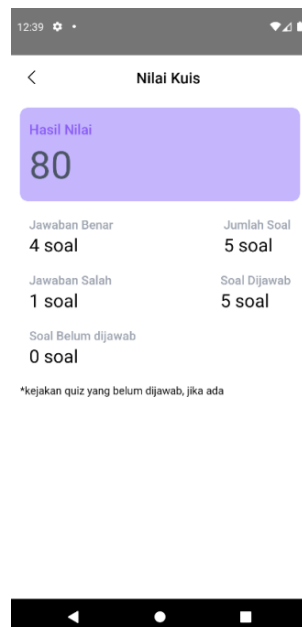 12:39
Nilai Kuis
Hasil Nilai
80
Jawaban Benar
Jumlah Soal
4 soal
5 soal
Jawaban Salah
Soal Dijawab
1 soal
5 soal
Soal Belum dijawab
0 soal
*kejakan quiz yang belum dijawab, jika ada